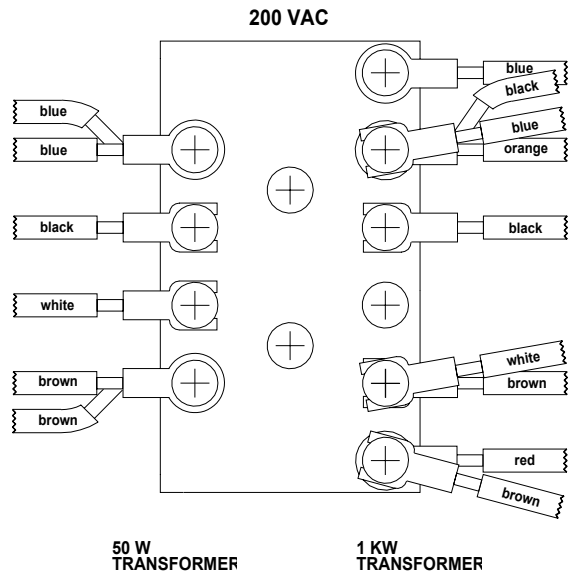 200 VAC
blue
black
blue
orange
blue
blue
black
black
white
white
brown
brown
brown
red
brown
50 W
TRANSFORMER
1 KW
TRANSFORMER